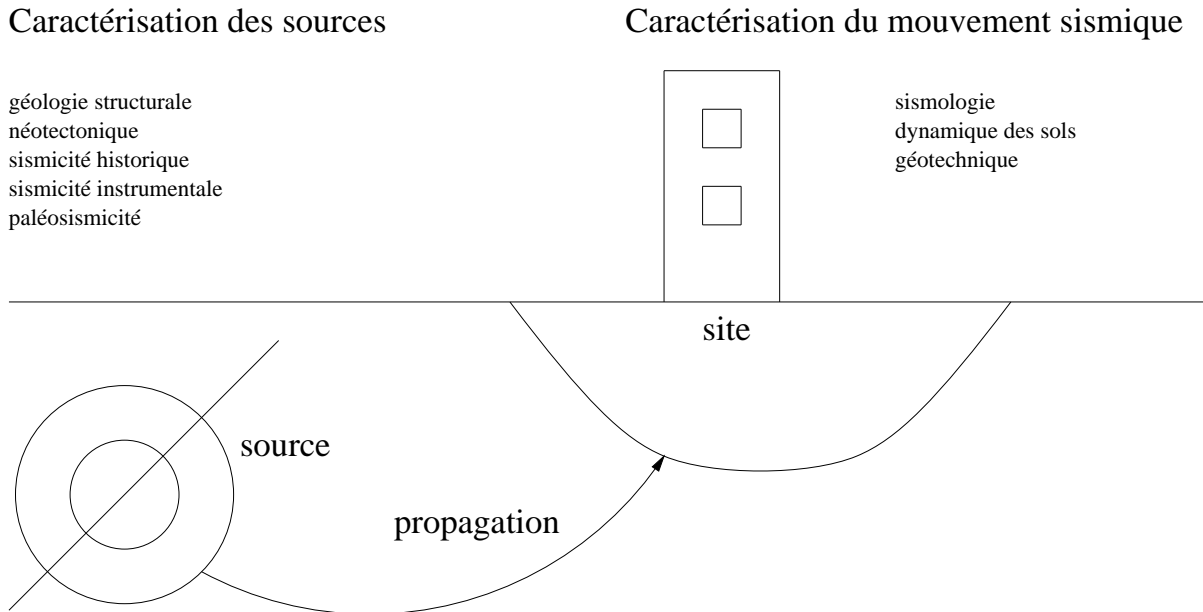 Caractérisation des sources
Caractérisation du mouvement sismique
géologie structurale
néotectonique
sismicité historique
sismicité instrumentale
paléosismicité
sismologie
dynamique des sols
géotechnique
site
source
propagation